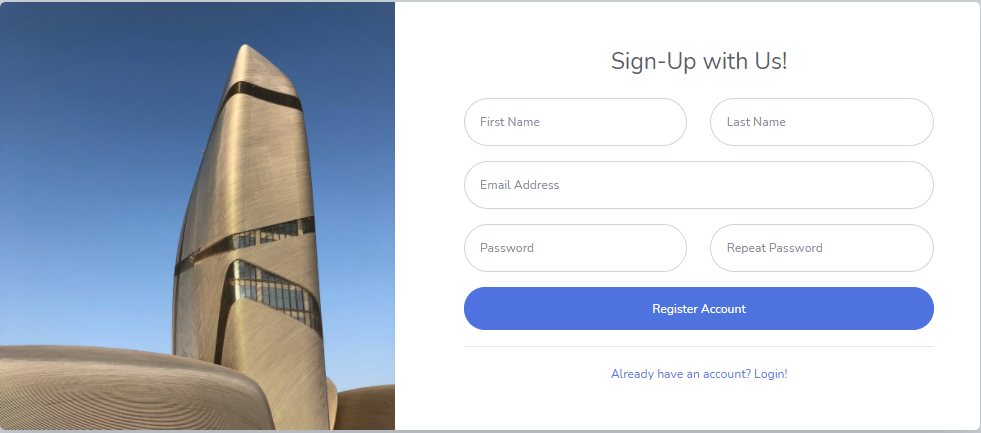 Sign-Up with Us!
First Name
Last Name
Email Address
Password
Repeat Password
Register Account
Already have an account? Login!